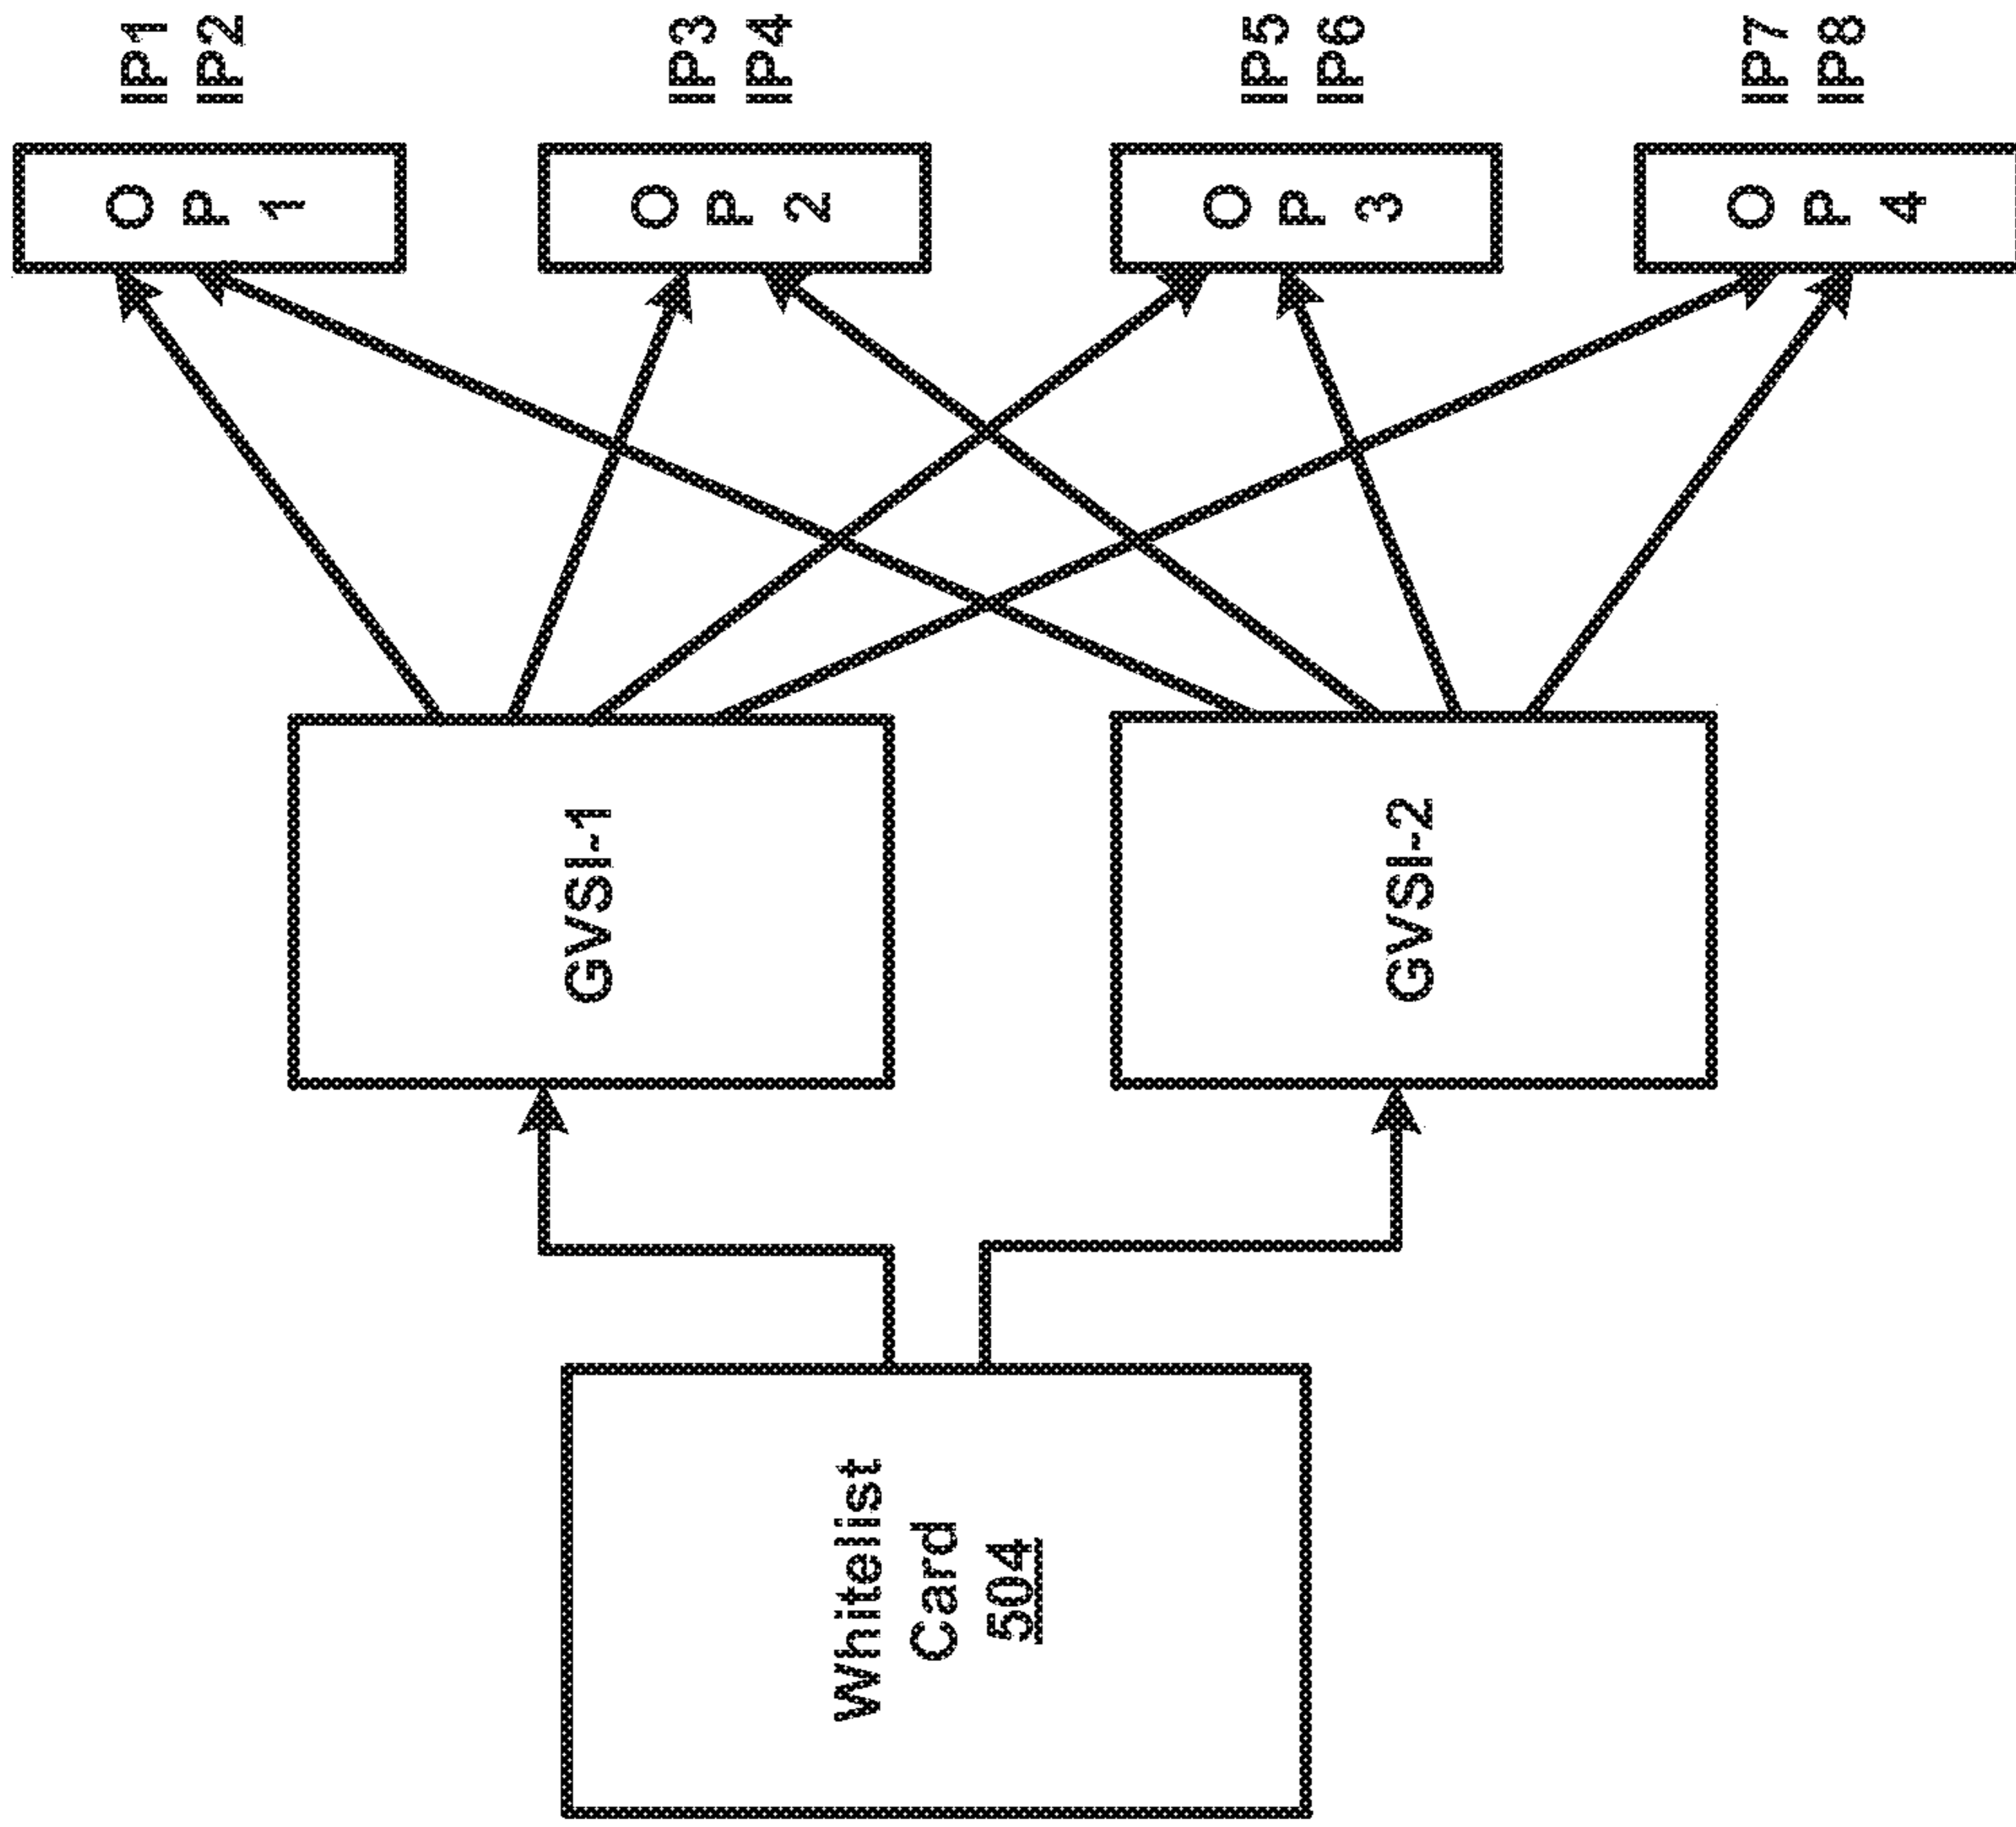 Whitelist
Card
504
GVSI-1
GVSI-2
O
P
1
O
P
2
O
P
3
O
P
4
IP1
IP2
IP3
IP4
IP5
IP6
IP7
IP8